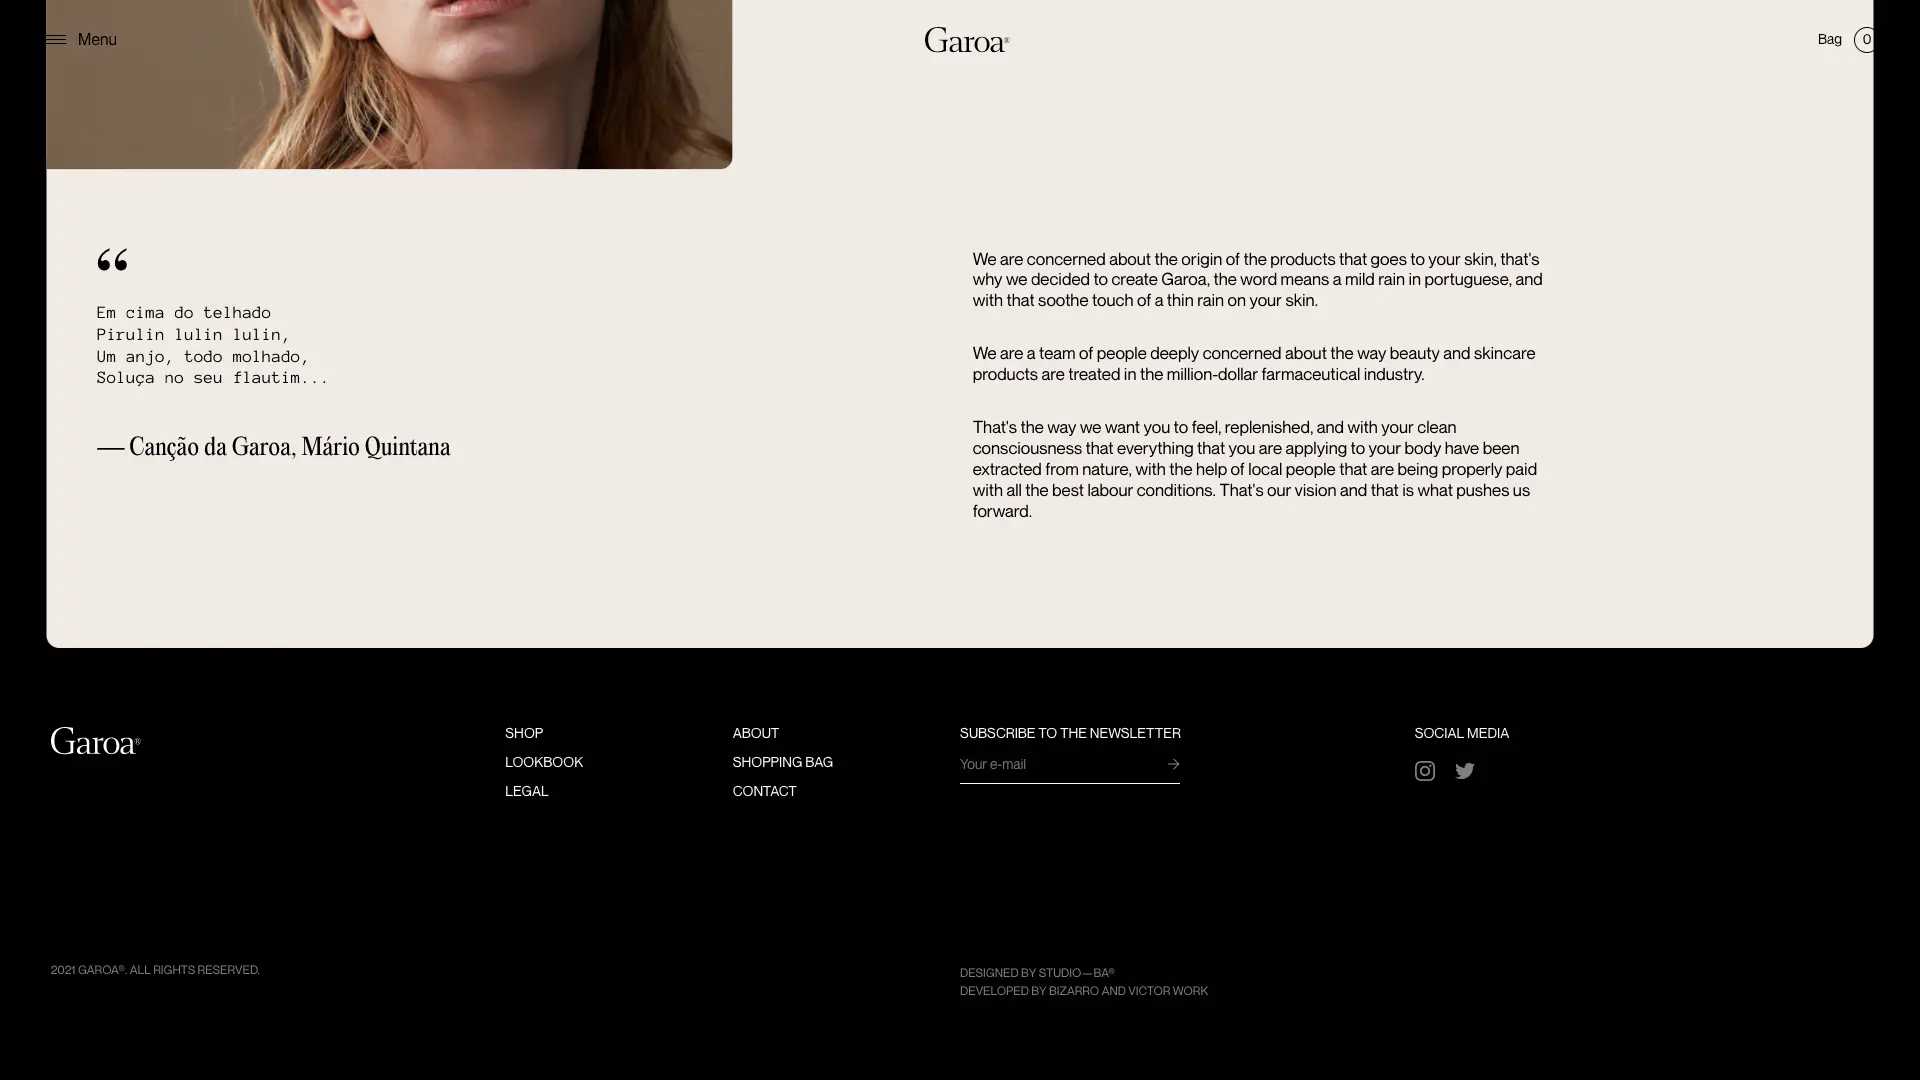 Menu
Garoa®
Bag 0
“
Em cima do telhado
Pirulin lulin lulin,
Um anjo, todo molhado,
Soluça no seu flautim...
— Canção da Garoa, Mário Quintana
We are concerned about the origin of the products that goes to your skin, that's
why we decided to create Garoa, the word means a mild rain in portuguese, and
with that soothe touch of a thin rain on your skin.
We are a team of people deeply concerned about the way beauty and skincare
products are treated in the million-dollar farmaceutical industry.
That's the way we want you to feel, replenished, and with your clean
consciousness that everything that you are applying to your body have been
extracted from nature, with the help of local people that are being properly paid
with all the best labour conditions. That's our vision and that is what pushes us
forward.
Garoa®
SHOP
LOOKBOOK
LEGAL
ABOUT
SHOPPING BAG
CONTACT
SUBSCRIBE TO THE NEWSLETTER
Your e-mail
SOCIAL MEDIA
2021 GAROA®. ALL RIGHTS RESERVED.
DESIGNED BY STUDIO—BA®
DEVELOPED BY BIZARRO AND VICTOR WORK